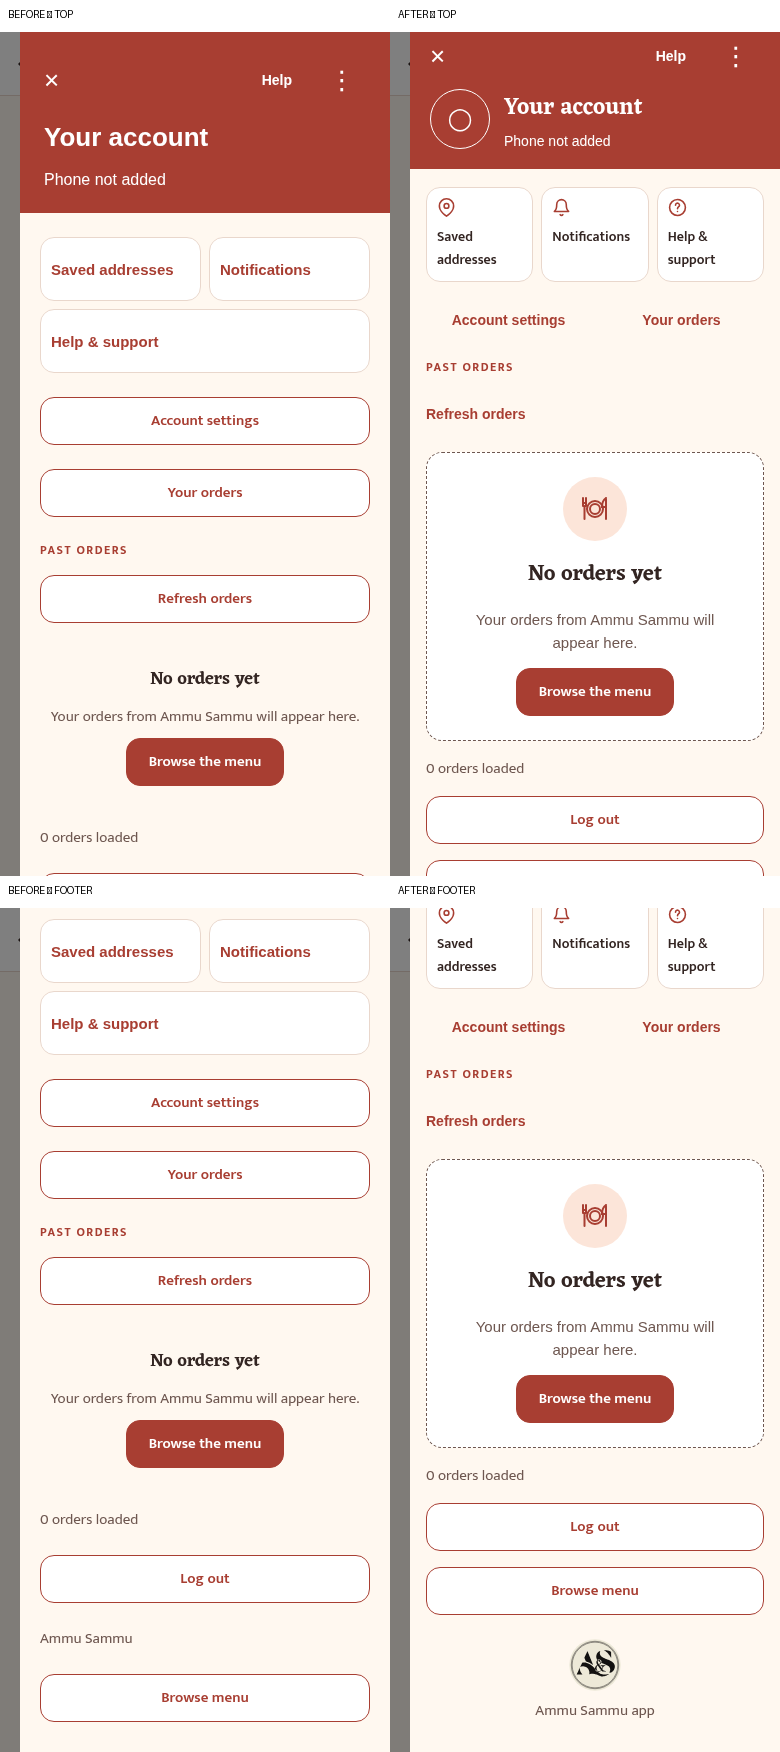 BEFORE TOP
✕
Help
⋮
Your account
Phone not added
Saved addresses
Notifications
Help & support
Account settings
Your orders
PAST ORDERS
Refresh orders
No orders yet
Your orders from Ammu Sammu will appear here.
Browse the menu
0 orders loaded
AFTER TOP
✕
Help
⋮
Your account
Phone not added
Saved
addresses
Notifications
Help &
support
Account settings
Your orders
PAST ORDERS
Refresh orders
No orders yet
Your orders from Ammu Sammu will
appear here.
Browse the menu
0 orders loaded
Log out
BEFORE FOOTER
Saved addresses
Notifications
Help & support
Account settings
Your orders
PAST ORDERS
Refresh orders
No orders yet
Your orders from Ammu Sammu will appear here.
Browse the menu
0 orders loaded
Log out
Ammu Sammu
Browse menu
AFTER FOOTER
Saved
addresses
Notifications
Help &
support
Account settings
Your orders
PAST ORDERS
Refresh orders
No orders yet
Your orders from Ammu Sammu will
appear here.
Browse the menu
0 orders loaded
Log out
Browse menu
A&S
Ammu Sammu app